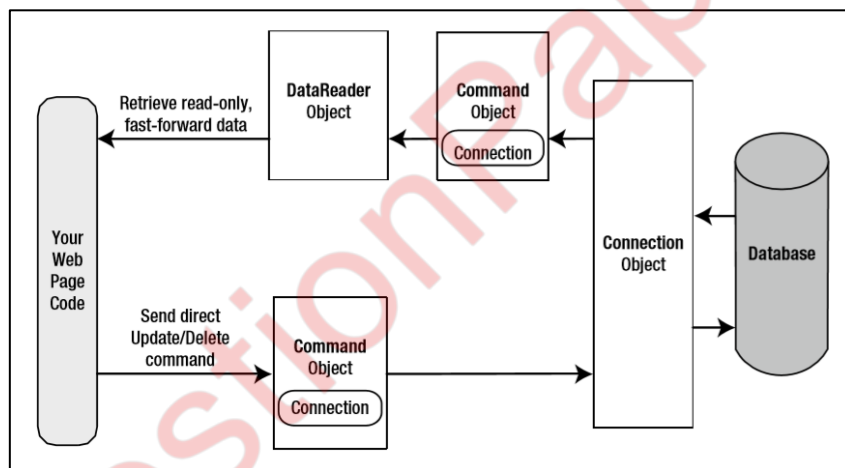 Retrieve read-only,
fast-forward data
DataReader
Object
Command
Object
Connection
Your
Web
Page
Code
Connection
Object
Database
Send direct
Update/Delete
command
Command
Object
Connection
stionPap